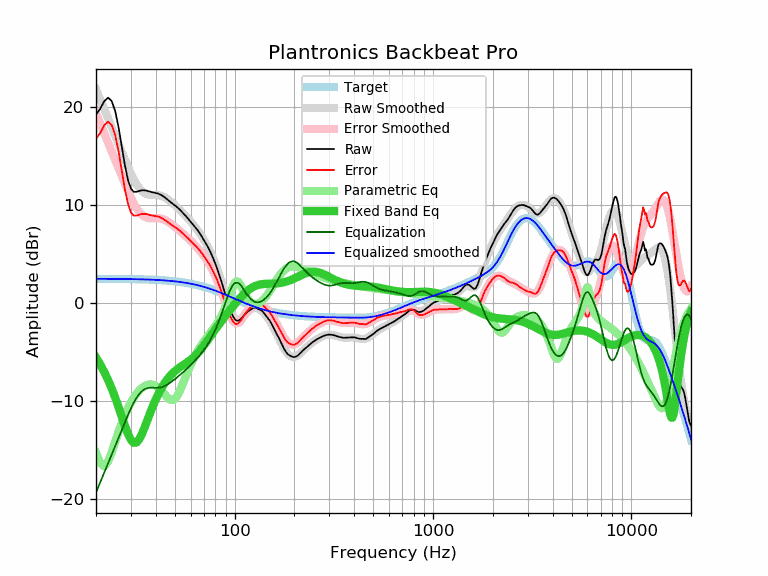 Plantronics Backbeat Pro
Target
Raw Smoothed
Error Smoothed
Raw
Error
Parametric Eq
Fixed Band Eq
Equalization
Equalized smoothed
20
10
0
−10
−20
Amplitude (dBr)
100
1000
10000
Frequency (Hz)